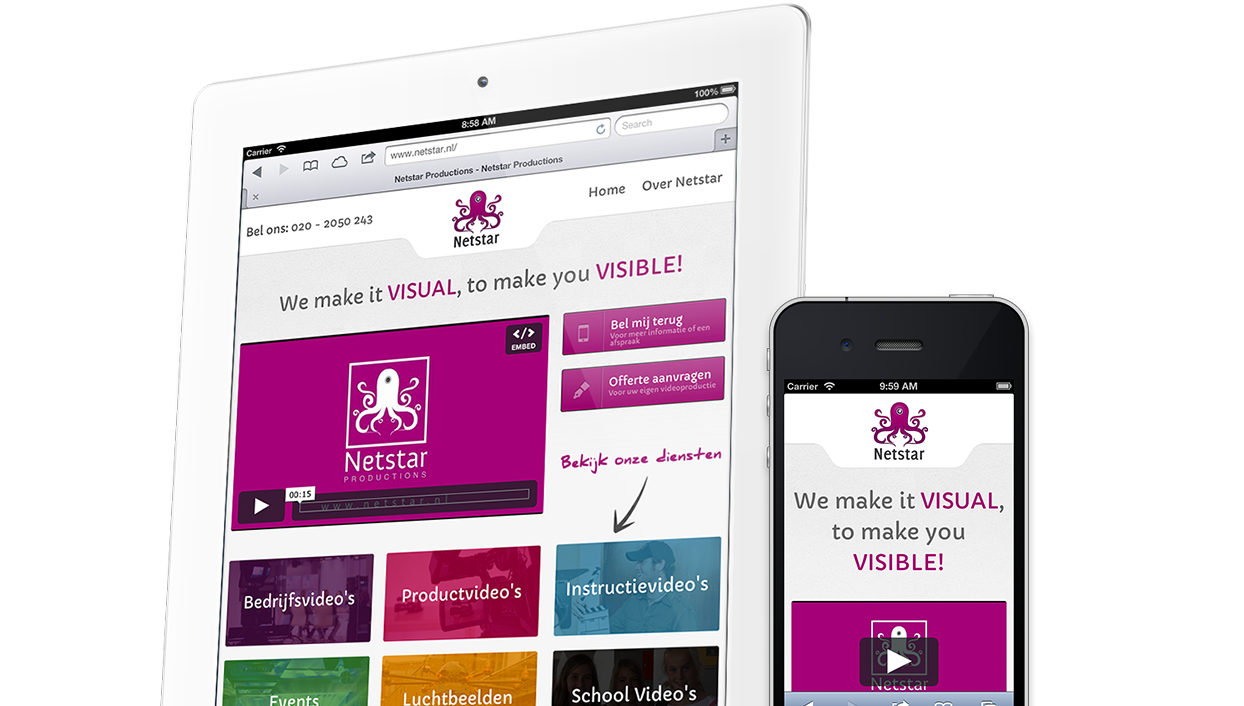 8:58 AM
100%
Carrier
www.netstar.nl/
Search
Netstar Productions - Netstar Productions
Bel ons: 020 - 2050 243
Netstar
Home
Over Netstar
We make it VISUAL, to make you VISIBLE!
</>
EMBED
Netstar
PRODUCTIONS
00:15
www.netstar.nl
Bel mij terug
Voor meer informatie of een
afspraak
Offerte aanvragen
Voor uw eigen videoproductie
Bekijk onze diensten
Bedrijfsvideo's
Productvideo's
Instructievideo's
Events
Luchtbeelden
School Video's
Carrier
9:59 AM
Netstar
We make it VISUAL,
to make you
VISIBLE!
Netstar